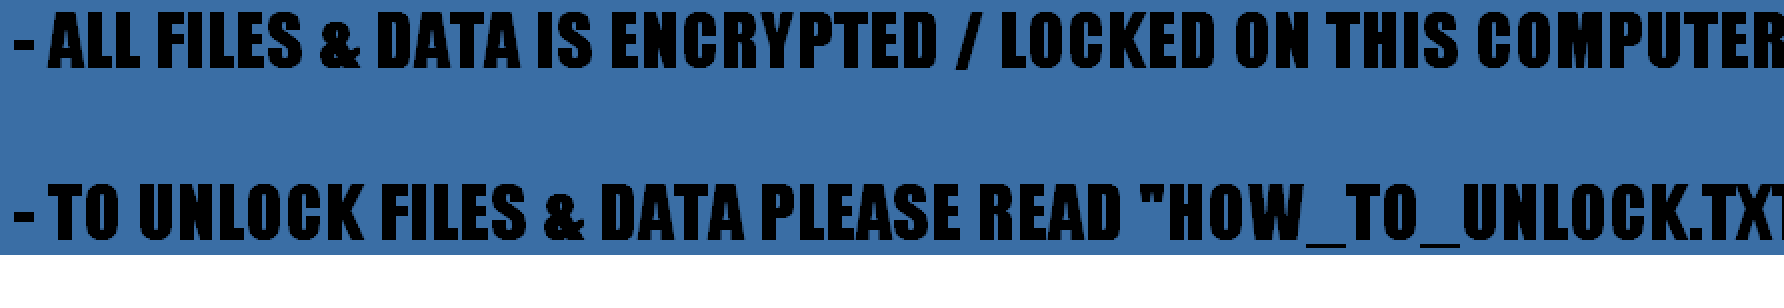 - ALL FILES & DATA IS ENCRYPTED / LOCKED ON THIS COMPUTER
- TO UNLOCK FILES & DATA PLEASE READ "HOW_TO_UNLOCK.TXT